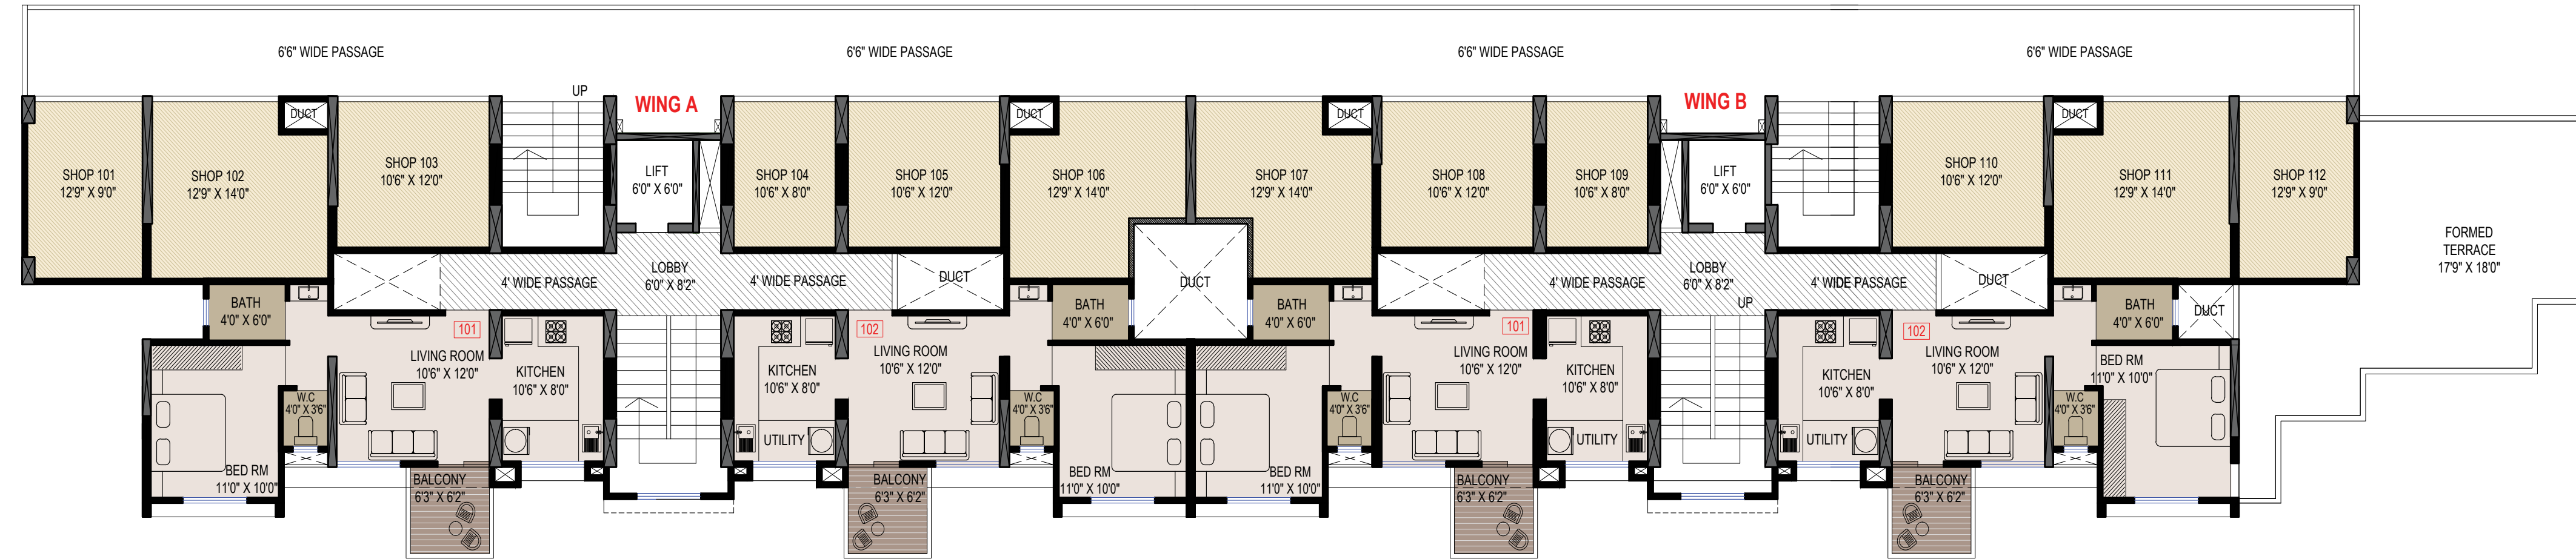 6'6" WIDE PASSAGE
6'6" WIDE PASSAGE
6'6" WIDE PASSAGE
6'6" WIDE PASSAGE
UP
WING A
WING B
DUCT
DUCT
DUCT
DUCT
SHOP 101
12'9" X 9'0"
SHOP 102
12'9" X 14'0"
SHOP 103
10'6" X 12'0"
LIFT
6'0" X 6'0"
SHOP 104
10'6" X 8'0"
SHOP 105
10'6" X 12'0"
SHOP 106
12'9" X 14'0"
SHOP 107
12'9" X 14'0"
SHOP 108
10'6" X 12'0"
SHOP 109
10'6" X 8'0"
LIFT
6'0" X 6'0"
SHOP 110
10'6" X 12'0"
SHOP 111
12'9" X 14'0"
SHOP 112
12'9" X 9'0"
FORMED
TERRACE
17'9" X 18'0"
4' WIDE PASSAGE
LOBBY
6'0" X 8'2"
4' WIDE PASSAGE
DUCT
DUCT
4' WIDE PASSAGE
LOBBY
6'0" X 8'2"
UP
4' WIDE PASSAGE
DUCT
DUCT
BATH
4'0" X 6'0"
BATH
4'0" X 6'0"
BATH
4'0" X 6'0"
BATH
4'0" X 6'0"
101
102
101
102
LIVING ROOM
10'6" X 12'0"
KITCHEN
10'6" X 8'0"
KITCHEN
10'6" X 8'0"
LIVING ROOM
10'6" X 12'0"
LIVING ROOM
10'6" X 12'0"
KITCHEN
10'6" X 8'0"
KITCHEN
10'6" X 8'0"
LIVING ROOM
10'6" X 12'0"
BED RM
11'0" X 10'0"
W.C
4'0" X 3'6"
W.C
4'0" X 3'6"
W.C
4'0" X 3'6"
W.C
4'0" X 3'6"
UTILITY
UTILITY
UTILITY
BED RM
11'0" X 10'0"
BALCONY
6'3" X 6'2"
BALCONY
6'3" X 6'2"
BED RM
11'0" X 10'0"
BED RM
11'0" X 10'0"
BALCONY
6'3" X 6'2"
BALCONY
6'3" X 6'2"